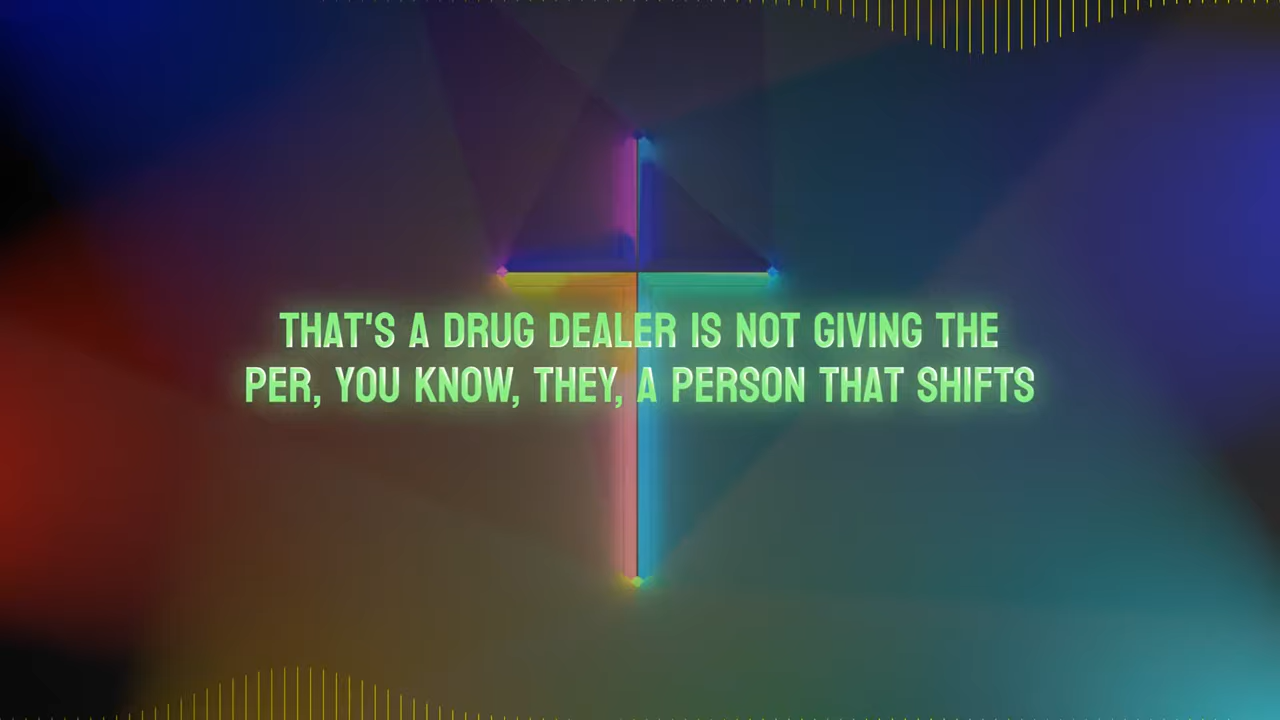 THAT'S A DRUG DEALER IS NOT GIVING THE
PER, YOU KNOW, THEY, A PERSON THAT SHIFTS